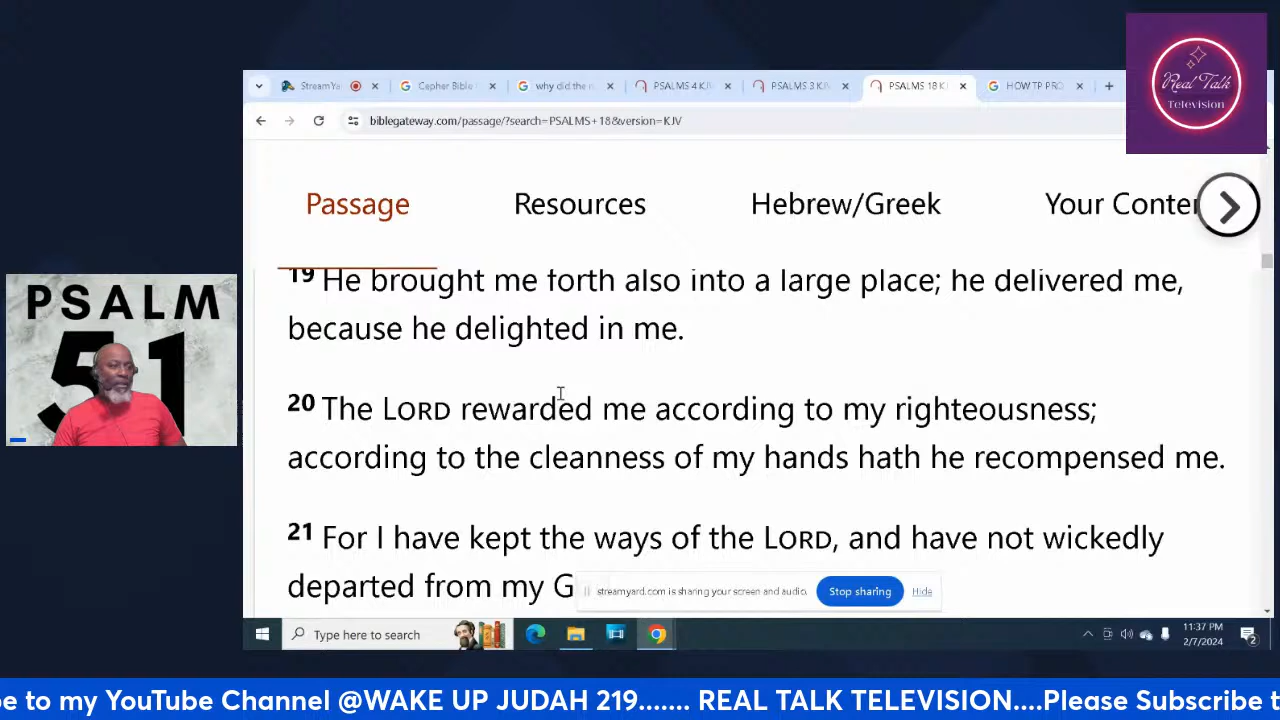 Real Talk
Television
StreamYa
Cepher Bible
why did the
PSALMS 4 KJV
PSALMS 3 KJV
PSALMS 18 K
HOW TP PRO
biblegateway.com/passage/?search=PSALMS+18&version=KJV
Passage
Resources
Hebrew/Greek
Your Conten
19 He brought me forth also into a large place; he delivered me,
because he delighted in me.
20 The LORD rewarded me according to my righteousness;
according to the cleanness of my hands hath he recompensed me.
21 For I have kept the ways of the LORD, and have not wickedly
departed from my G
PSALM
51
streamyard.com is sharing your screen and audio.
Stop sharing
Hide
Type here to search
11:37 PM
2/7/2024
2
be to my YouTube Channel @WAKE UP JUDAH 219....... REAL TALK TELEVISION....Please Subscribe t